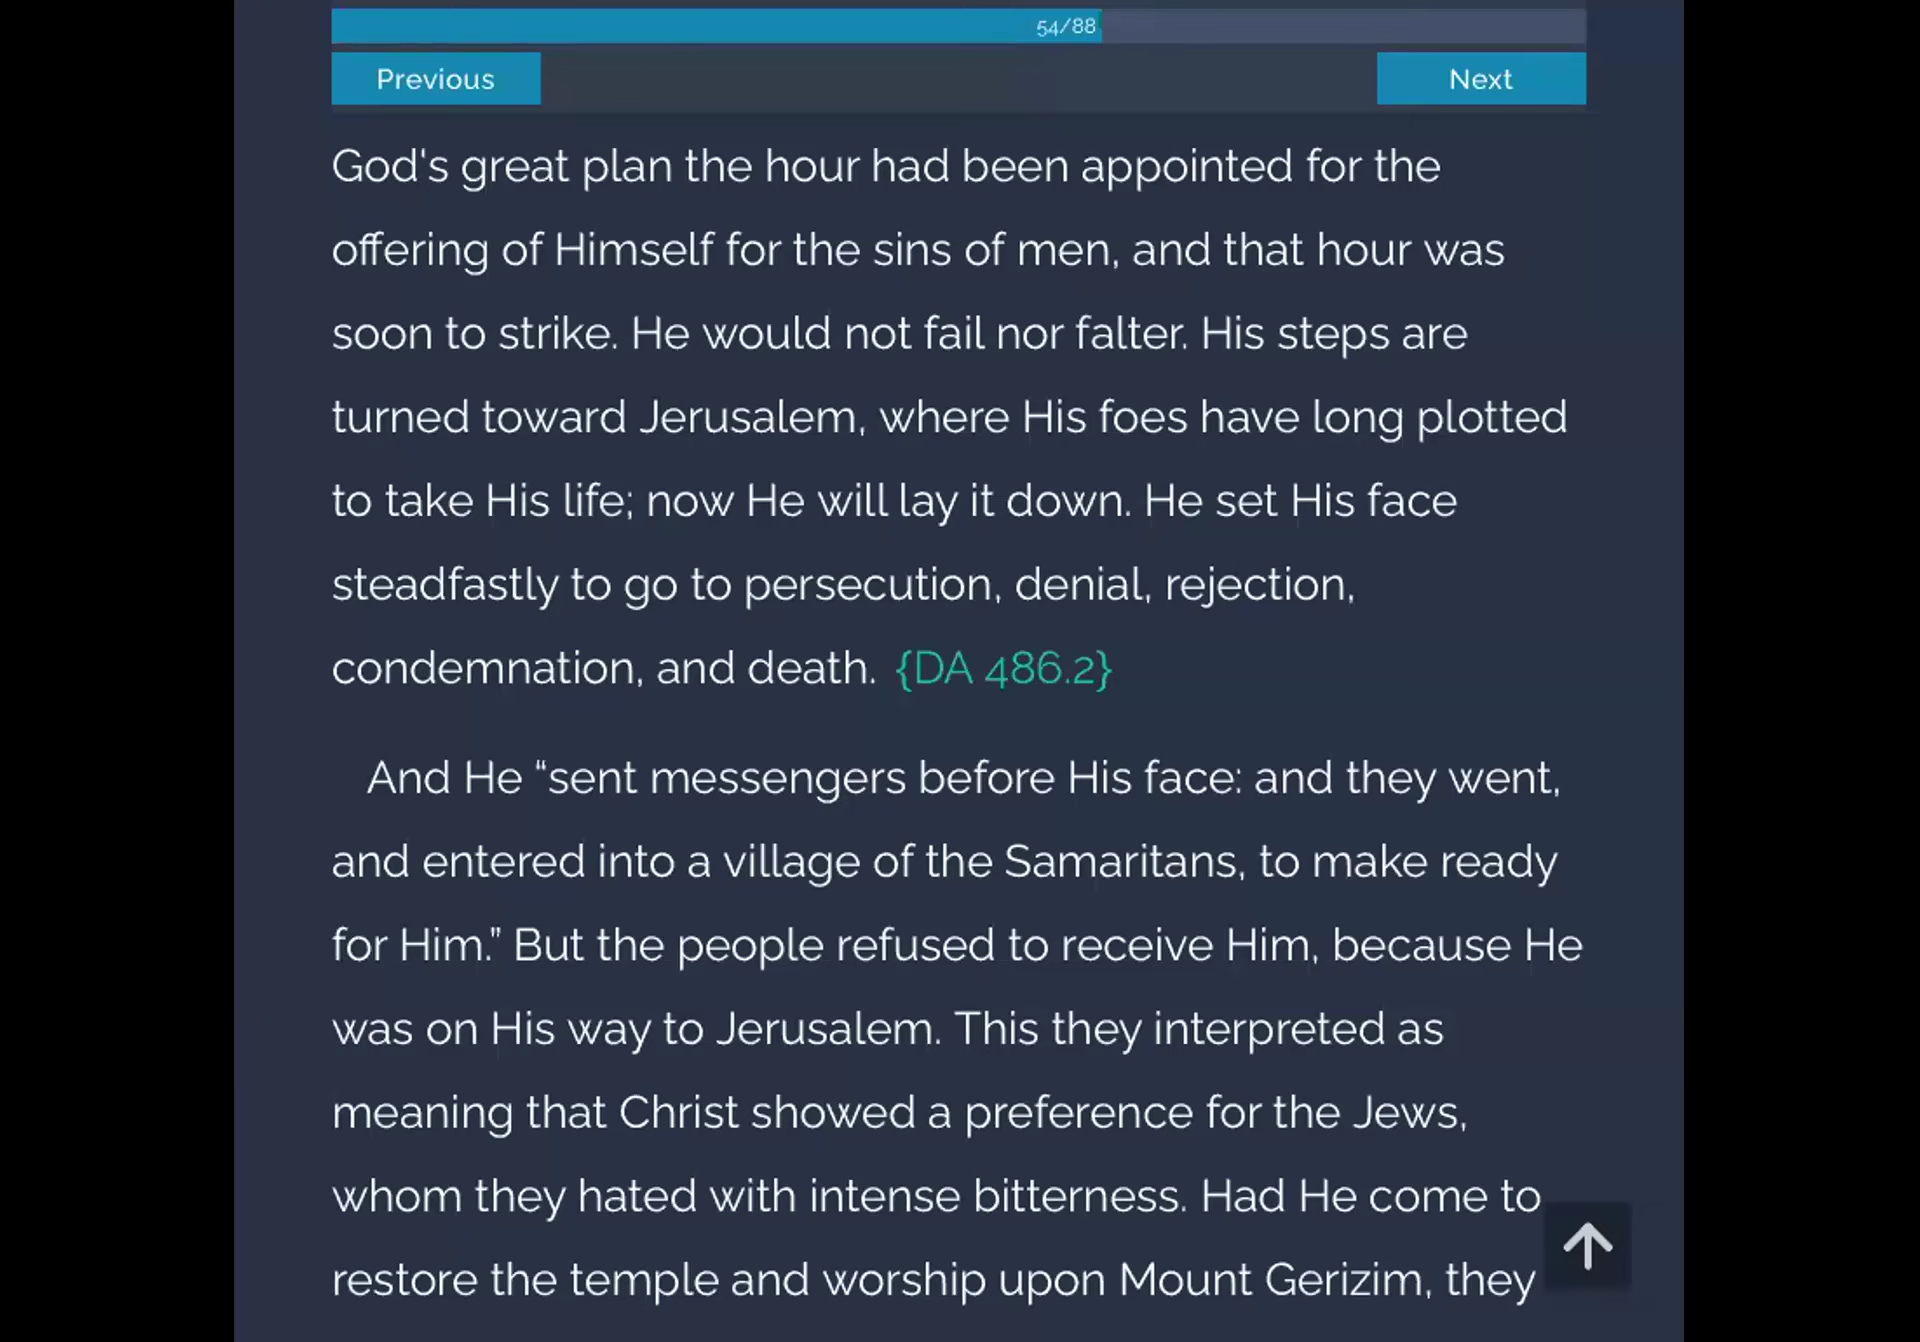 54/88
Previous
Next
God's great plan the hour had been appointed for the
offering of Himself for the sins of men, and that hour was
soon to strike. He would not fail nor falter. His steps are
turned toward Jerusalem, where His foes have long plotted
to take His life; now He will lay it down. He set His face
steadfastly to go to persecution, denial, rejection,
condemnation, and death. {DA 486.2}
And He “sent messengers before His face: and they went,
and entered into a village of the Samaritans, to make ready
for Him.” But the people refused to receive Him, because He
was on His way to Jerusalem. This they interpreted as
meaning that Christ showed a preference for the Jews,
whom they hated with intense bitterness. Had He come to
restore the temple and worship upon Mount Gerizim, they